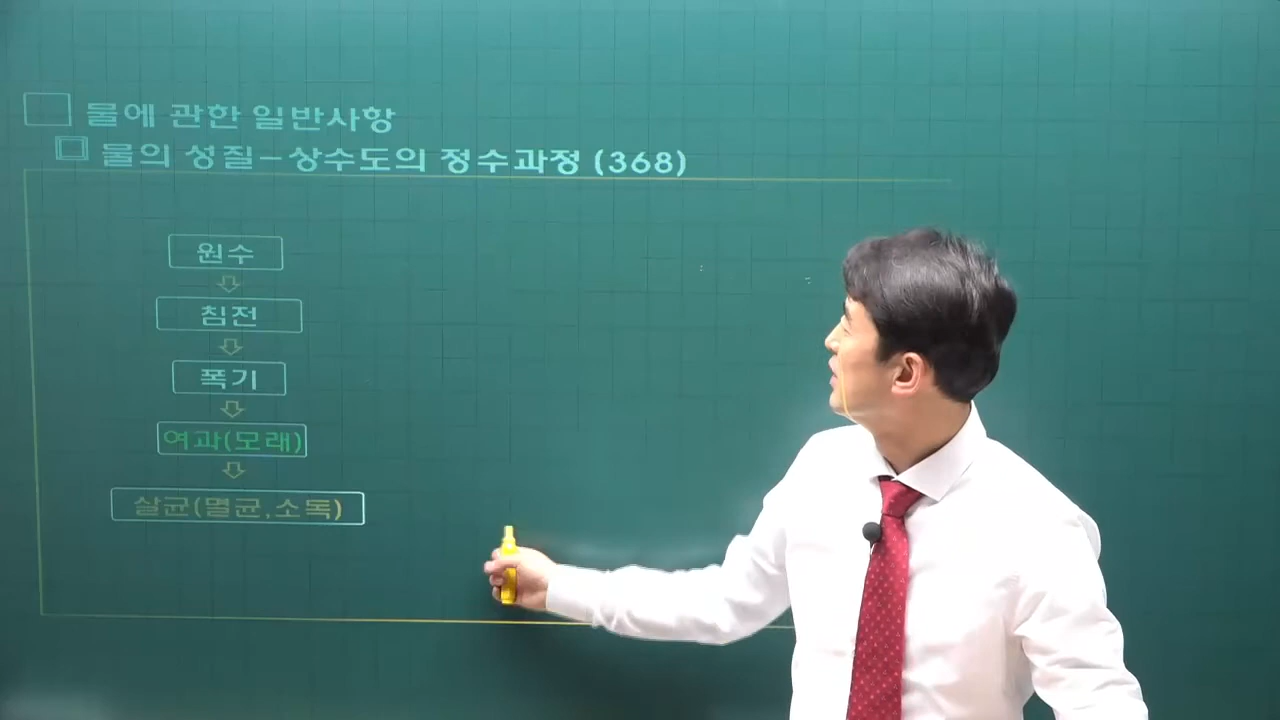 물에 관한 일반사항
물의 성질-상수도의 정수과정 (368)
원수
침전
폭기
여과(모래)
살균(멸균,소독)